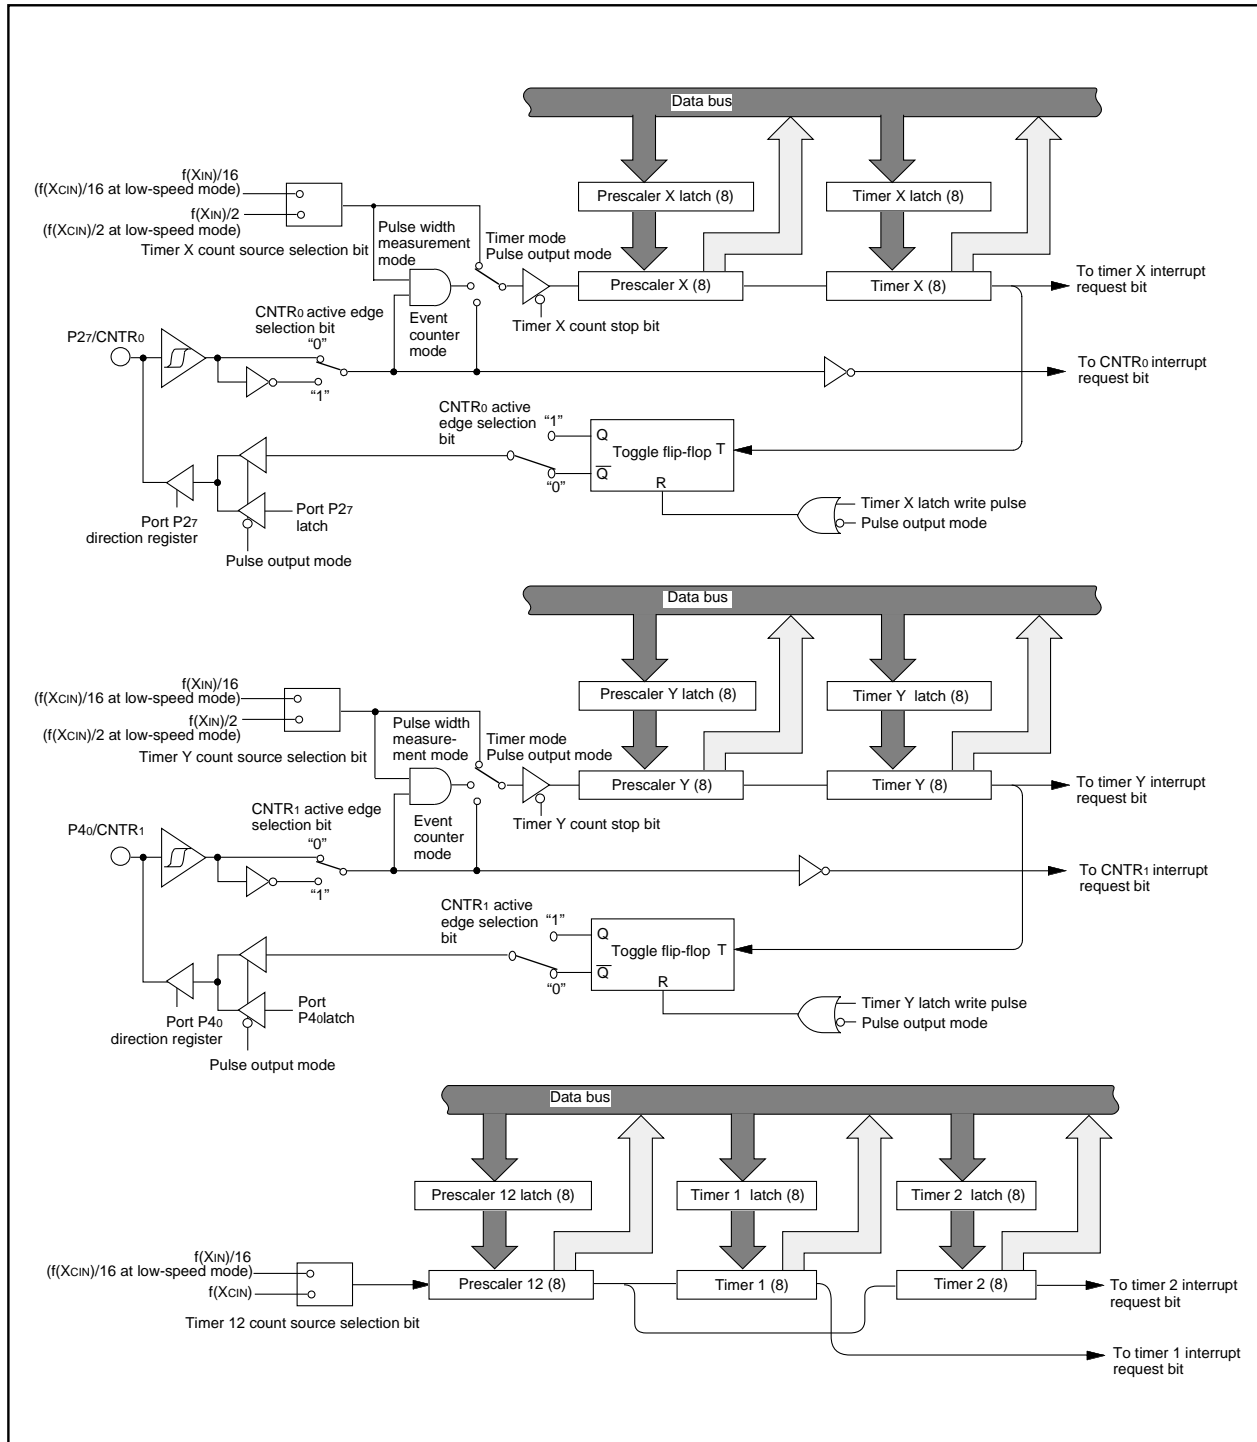 Data bus
f(XIN)/16
(f(XCIN)/16 at low-speed mode)
f(XIN)/2
(f(XCIN)/2 at low-speed mode)
Timer X count source selection bit
Pulse width
measurement
mode
Timer mode
Pulse output mode
Prescaler X latch (8)
Timer X latch (8)
Prescaler X (8)
Timer X (8)
To timer X interrupt
request bit
Timer X count stop bit
CNTR0 active edge
selection bit
Event
counter
mode
P27/CNTR0
“0”
“1”
To CNTR0 interrupt
request bit
CNTR0 active
edge selection
bit
“1”
“0”
Q
Toggle flip-flop
T
Q
R
Timer X latch write pulse
Pulse output mode
Port P27
latch
Port P27
direction register
Pulse output mode
Data bus
f(XIN)/16
(f(XCIN)/16 at low-speed mode)
f(XIN)/2
(f(XCIN)/2 at low-speed mode)
Timer Y count source selection bit
Pulse width
measure-
ment mode
Timer mode
Pulse output mode
Prescaler Y latch (8)
Timer Y latch (8)
Prescaler Y (8)
Timer Y (8)
To timer Y interrupt
request bit
Timer Y count stop bit
CNTR1 active edge
selection bit
Event
counter
mode
P40/CNTR1
“0”
“1”
To CNTR1 interrupt
request bit
CNTR1 active
edge selection
bit
“1”
“0”
Q
Toggle flip-flop
T
Q
R
Timer Y latch write pulse
Pulse output mode
Port
P40latch
Port P40
direction register
Pulse output mode
Data bus
Prescaler 12 latch (8)
Timer 1 latch (8)
Timer 2 latch (8)
f(XIN)/16
(f(XCIN)/16 at low-speed mode)
f(XCIN)
Timer 12 count source selection bit
Prescaler 12 (8)
Timer 1 (8)
Timer 2 (8)
To timer 2 interrupt
request bit
To timer 1 interrupt
request bit